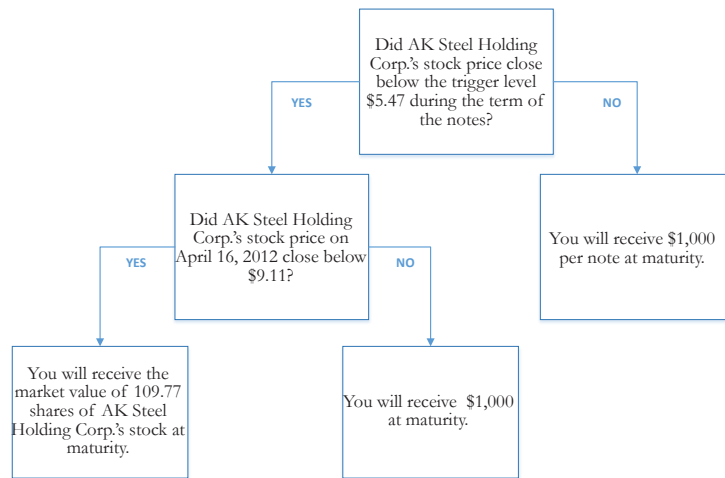 Did AK Steel Holding
Corp.'s stock price close
below the trigger level
$5.47 during the term of
the notes?
YES
NO
Did AK Steel Holding
Corp.'s stock price on
April 16, 2012 close below
$9.11?
You will receive $1,000
per note at maturity.
YES
NO
You will receive the
market value of 109.77
shares of AK Steel
Holding Corp.'s stock at
maturity.
You will receive $1,000
at maturity.